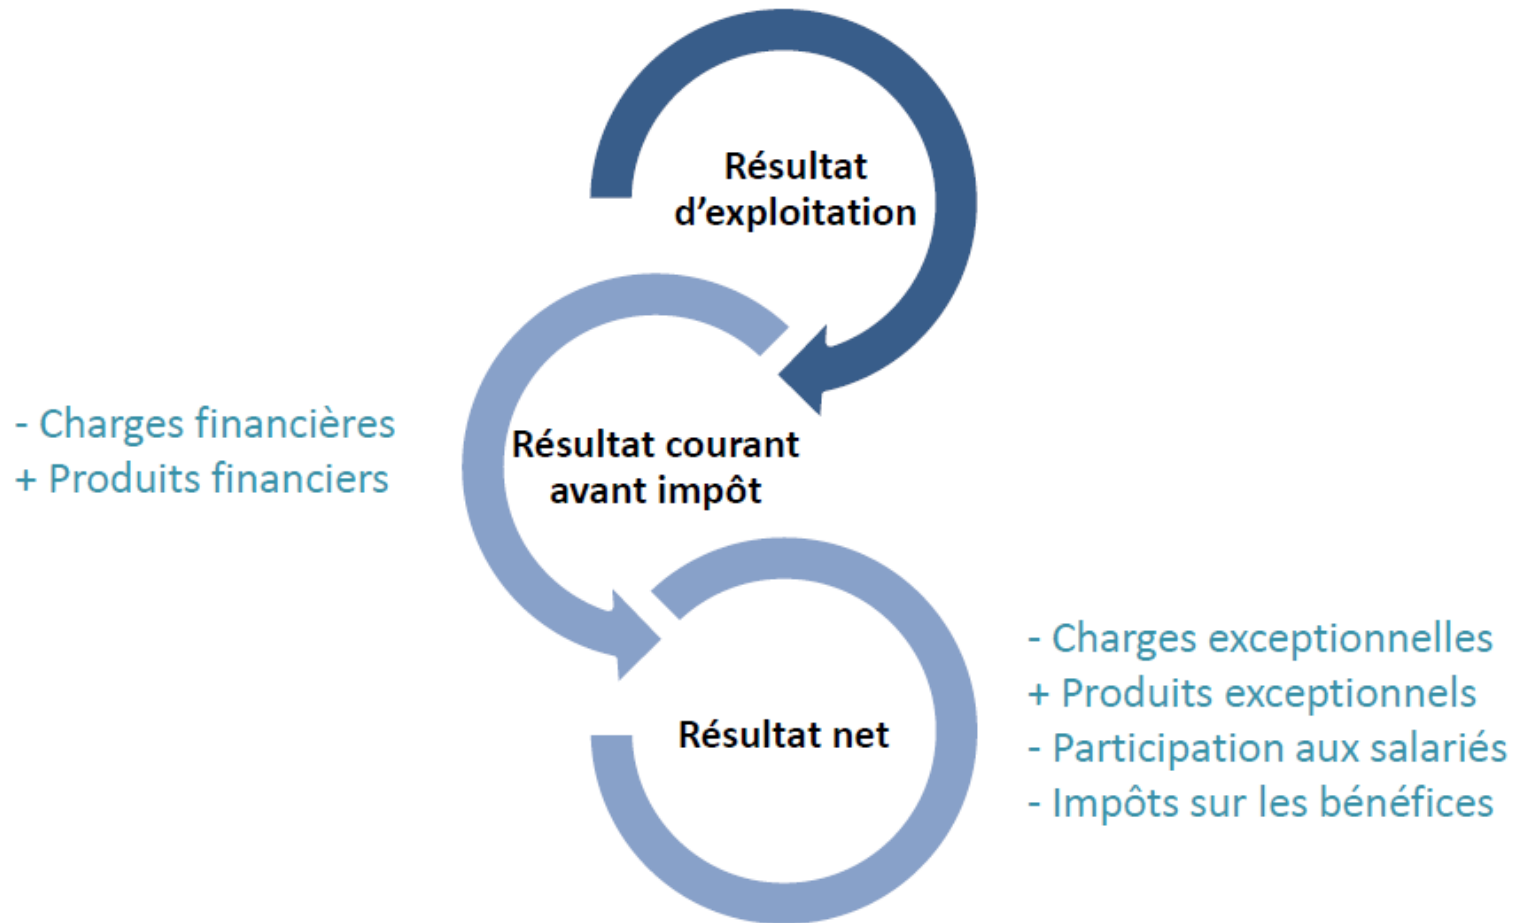 Résultat
d’exploitation
- Charges financières
+ Produits financiers
Résultat courant
avant impôt
- Charges exceptionnelles
+ Produits exceptionnels
- Participation aux salariés
- Impôts sur les bénéfices
Résultat net